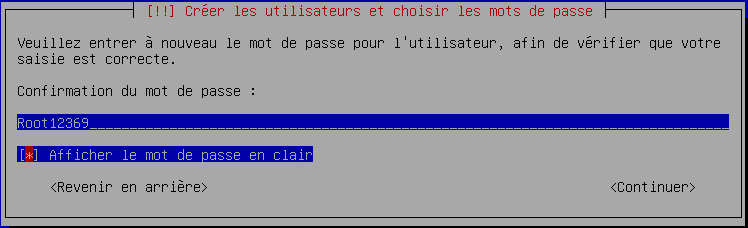 [!!] Créer les utilisateurs et choisir les mots de passe
Veuillez entrer à nouveau le mot de passe pour l'utilisateur, afin de vérifier que votre
saisie est correcte.
Confirmation du mot de passe :
Root12369
[*] Afficher le mot de passe en clair
<Revenir en arrière> <Continuer>